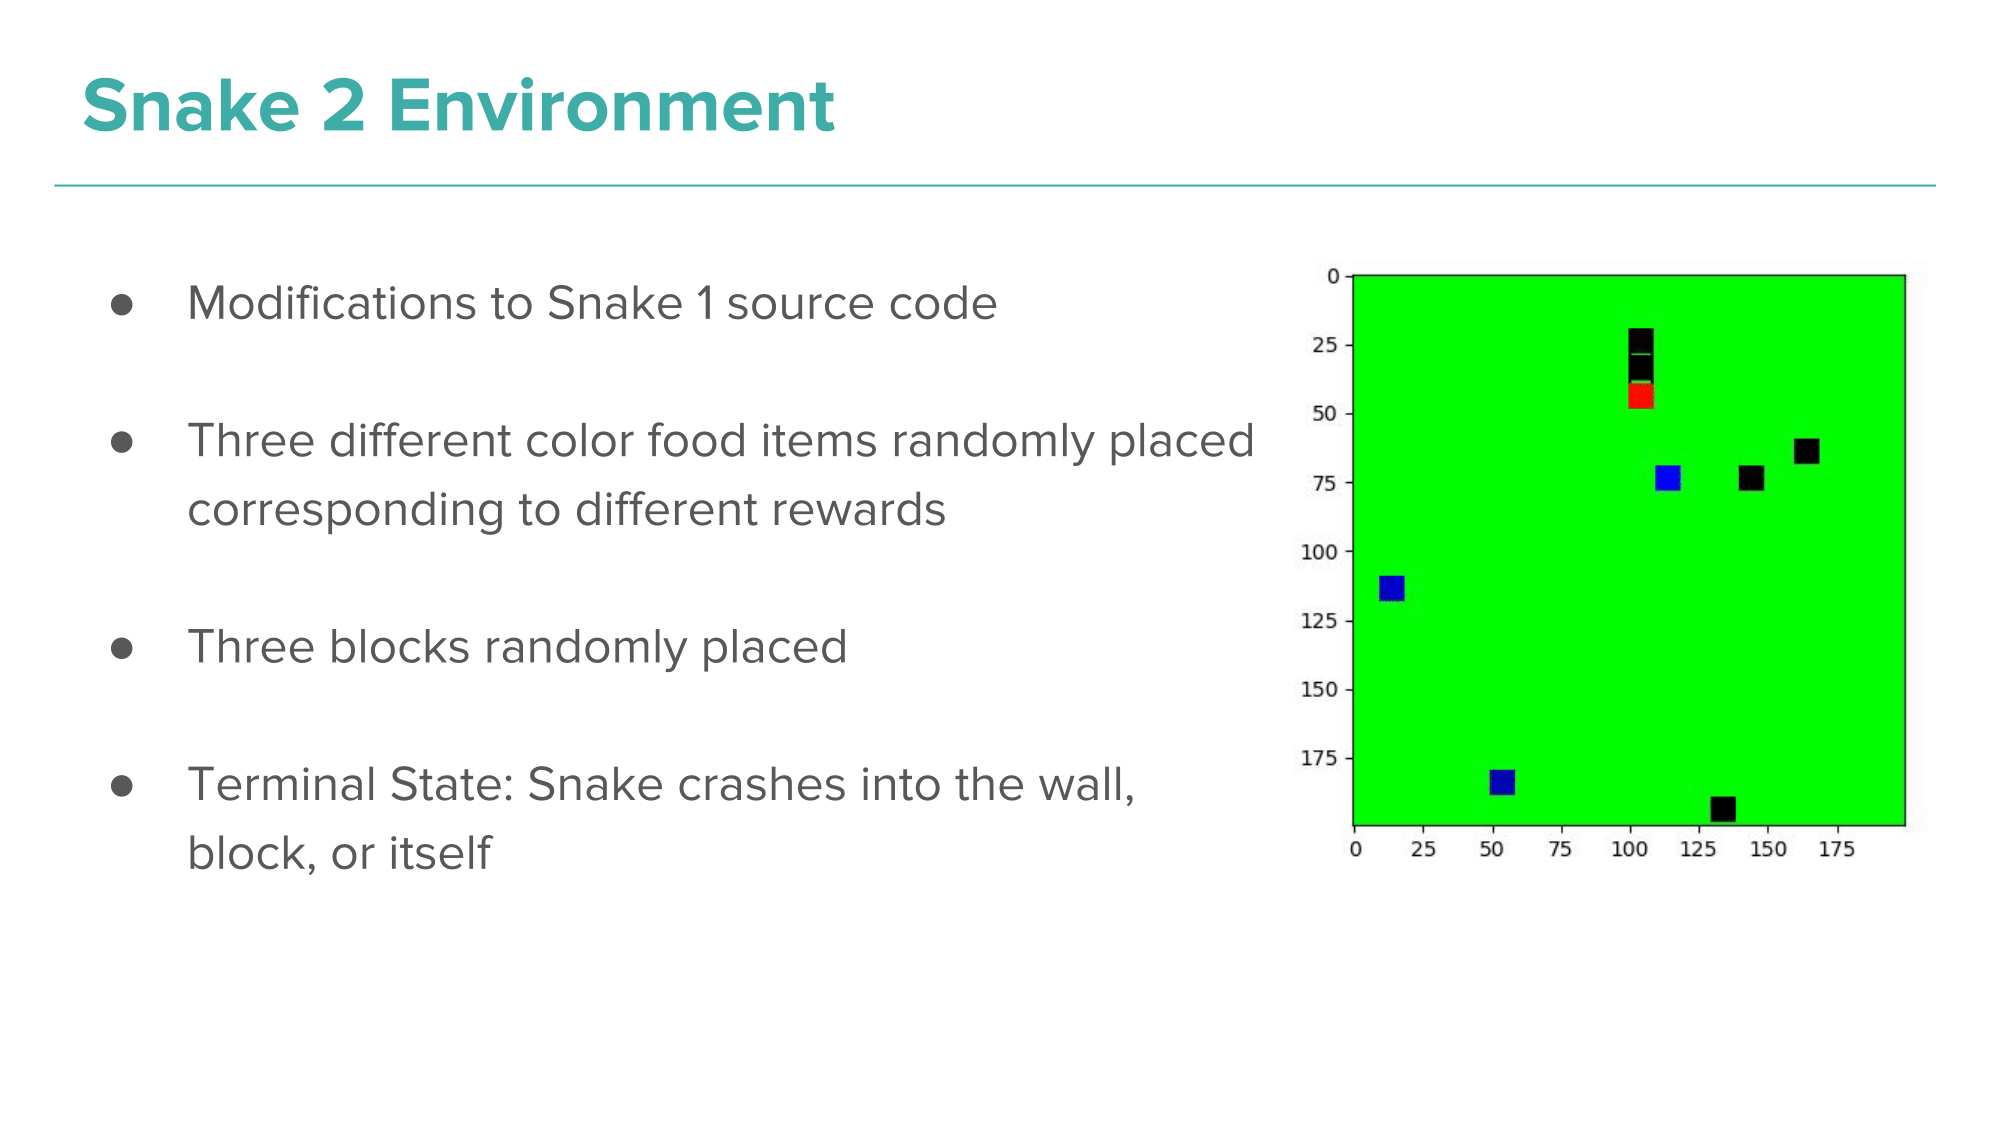 Snake 2 Environment
● Modifications to Snake 1 source code
● Three different color food items randomly placed
corresponding to different rewards
● Three blocks randomly placed
● Terminal State: Snake crashes into the wall,
block, or itself
0
25
50
75
100
125
150
175
0 25 50 75 100 125 150 175